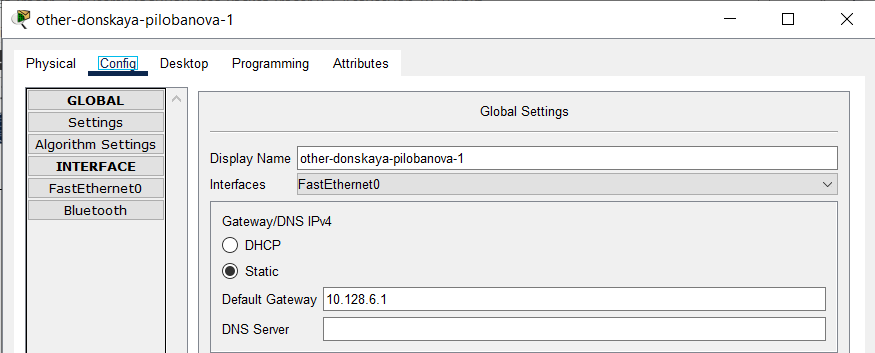 other-donskaya-pilobanova-1
Physical Config Desktop Programming Attributes
GLOBAL
Settings
Algorithm Settings
INTERFACE
FastEthernet0
Bluetooth
Global Settings
Display Name other-donskaya-pilobanova-1
Interfaces FastEthernet0
Gateway/DNS IPv4
DHCP
Static
Default Gateway 10.128.6.1
DNS Server